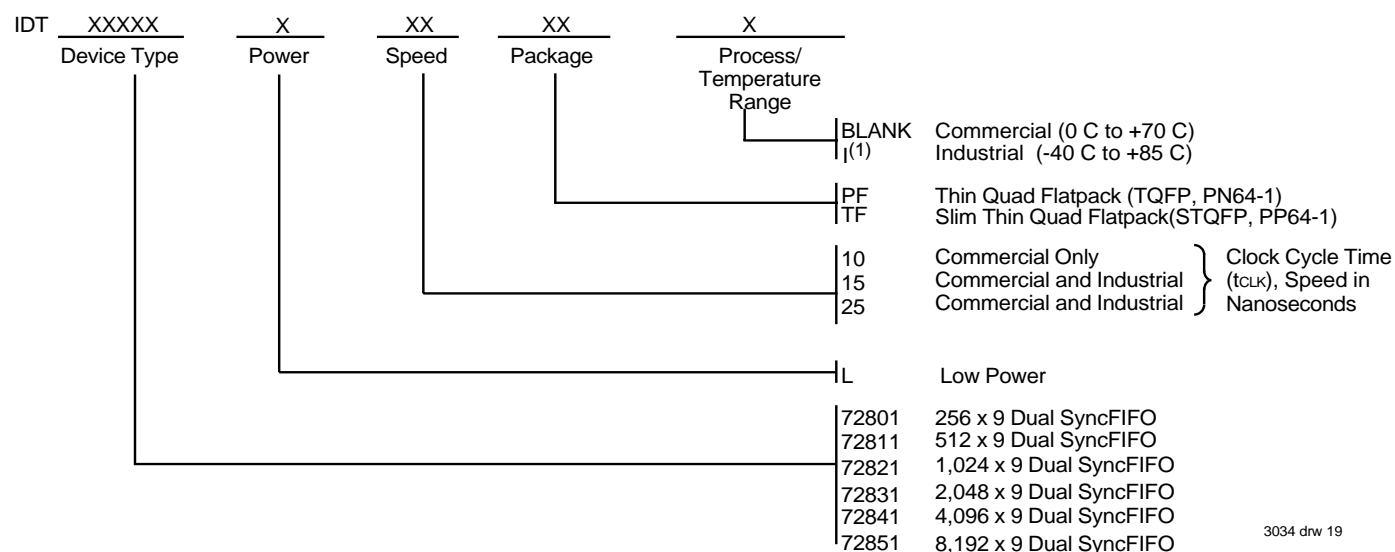 IDT XXXXX X XX XX X
Device Type Power Speed Package Process/
Temperature
Range
BLANK Commercial (0 C to +70 C)
I(1) Industrial (-40 C to +85 C)
PF Thin Quad Flatpack (TQFP, PN64-1)
TF Slim Thin Quad Flatpack(STQFP, PP64-1)
10 Commercial Only Clock Cycle Time
15 Commercial and Industrial (tCLK), Speed in
25 Commercial and Industrial Nanoseconds
L Low Power
72801 256 x 9 Dual SyncFIFO
72811 512 x 9 Dual SyncFIFO
72821 1,024 x 9 Dual SyncFIFO
72831 2,048 x 9 Dual SyncFIFO
72841 4,096 x 9 Dual SyncFIFO
72851 8,192 x 9 Dual SyncFIFO
3034 drw 19